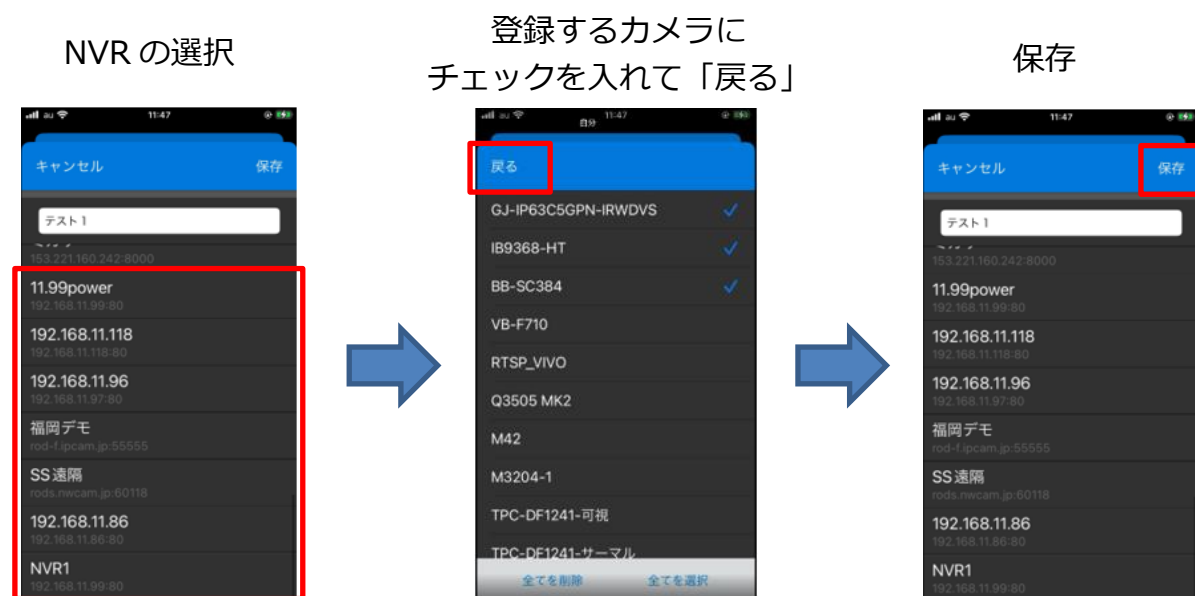 NVR の選択
au 11:47
キャンセル 保存
テスト1
153.221.160.242:8000
11.99power
192.168.11.99:80
192.168.11.118
192.168.11.118:80
192.168.11.96
192.168.11.97:80
福岡デモ
rod-f.ipcam.jp:55555
SS遠隔
rods.nwcam.jp:60118
192.168.11.86
192.168.11.86:80
NVR1
192.168.11.99:80
登録するカメラに
チェックを入れて「戻る」
au 11:47
自分
戻る
GJ-IP63C5GPN-IRWDVS
IB9368-HT
BB-SC384
VB-F710
RTSP_VIVO
Q3505 MK2
M42
M3204-1
TPC-DF1241-可視
TPC-DF1241-サーマル
全てを削除 全てを選択
保存
au 11:47
キャンセル 保存
テスト1
153.221.160.242:8000
11.99power
192.168.11.99:80
192.168.11.118
192.168.11.118:80
192.168.11.96
192.168.11.97:80
福岡デモ
rod-f.ipcam.jp:55555
SS遠隔
rods.nwcam.jp:60118
192.168.11.86
192.168.11.86:80
NVR1
192.168.11.99:80